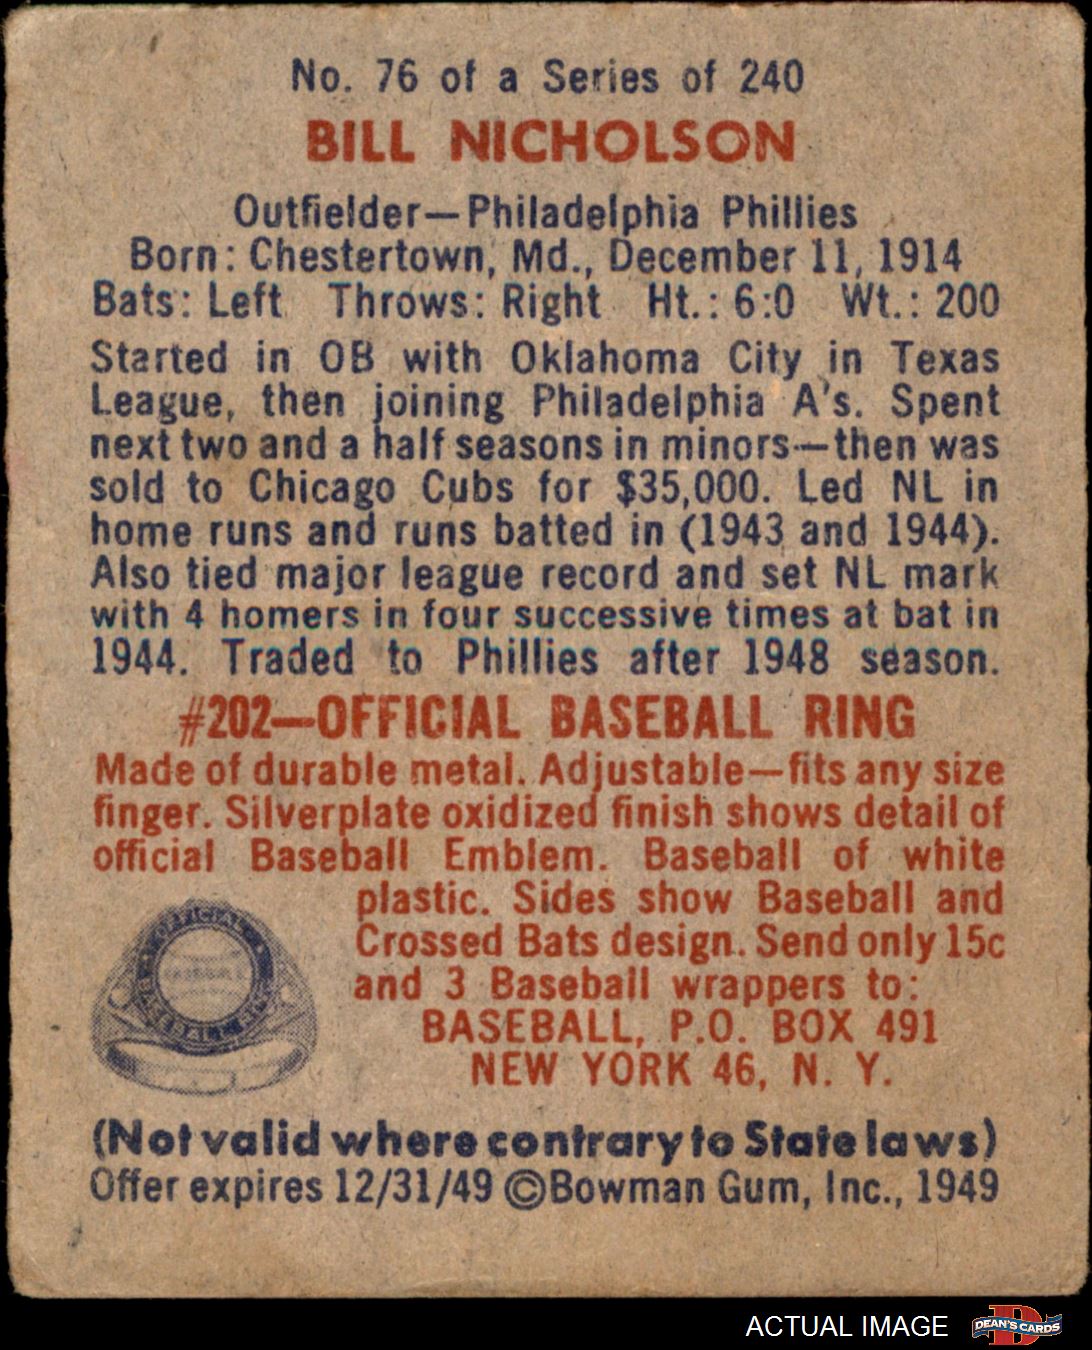 No. 76 of a Series of 240
BILL NICHOLSON
Outfielder—Philadelphia Phillies
Born: Chestertown, Md., December 11, 1914
Bats: Left Throws: Right Ht.: 6:0 Wt.: 200
Started in OB with Oklahoma City in Texas
League, then joining Philadelphia A's. Spent
next two and a half seasons in minors—then was
sold to Chicago Cubs for $35,000. Led NL in
home runs and runs batted in (1943 and 1944).
Also tied major league record and set NL mark
with 4 homers in four successive times at bat in
1944. Traded to Phillies after 1948 season.
#202—OFFICIAL BASEBALL RING
Made of durable metal. Adjustable—fits any size
finger. Silverplate oxidized finish shows detail of
official Baseball Emblem. Baseball of white
plastic. Sides show Baseball and
Crossed Bats design. Send only 15c
and 3 Baseball wrappers to:
BASEBALL, P.O. BOX 491
NEW YORK 46, N. Y.
OFFICIAL
(Not valid where contrary to State laws)
Offer expires 12/31/49 ©Bowman Gum, Inc., 1949
ACTUAL IMAGE
DEAN'S CARDS